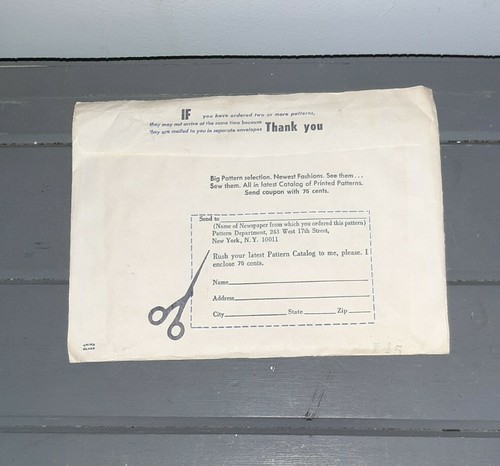 IF you have ordered two or more patterns,
they may not arrive at the same time because
they are mailed to you in separate envelopes Thank you
Big Pattern selection. Newest Fashions. See them...
Sew them. All in latest Catalog of Printed Patterns.
Send coupon with 75 cents.
Send to
(Name of Newspaper from which you ordered this pattern)
Pattern Department, 243 West 17th Street,
New York, N.Y. 10011
Rush your latest Pattern Catalog to me, please. I
enclose 75 cents.
Name
Address
City State Zip